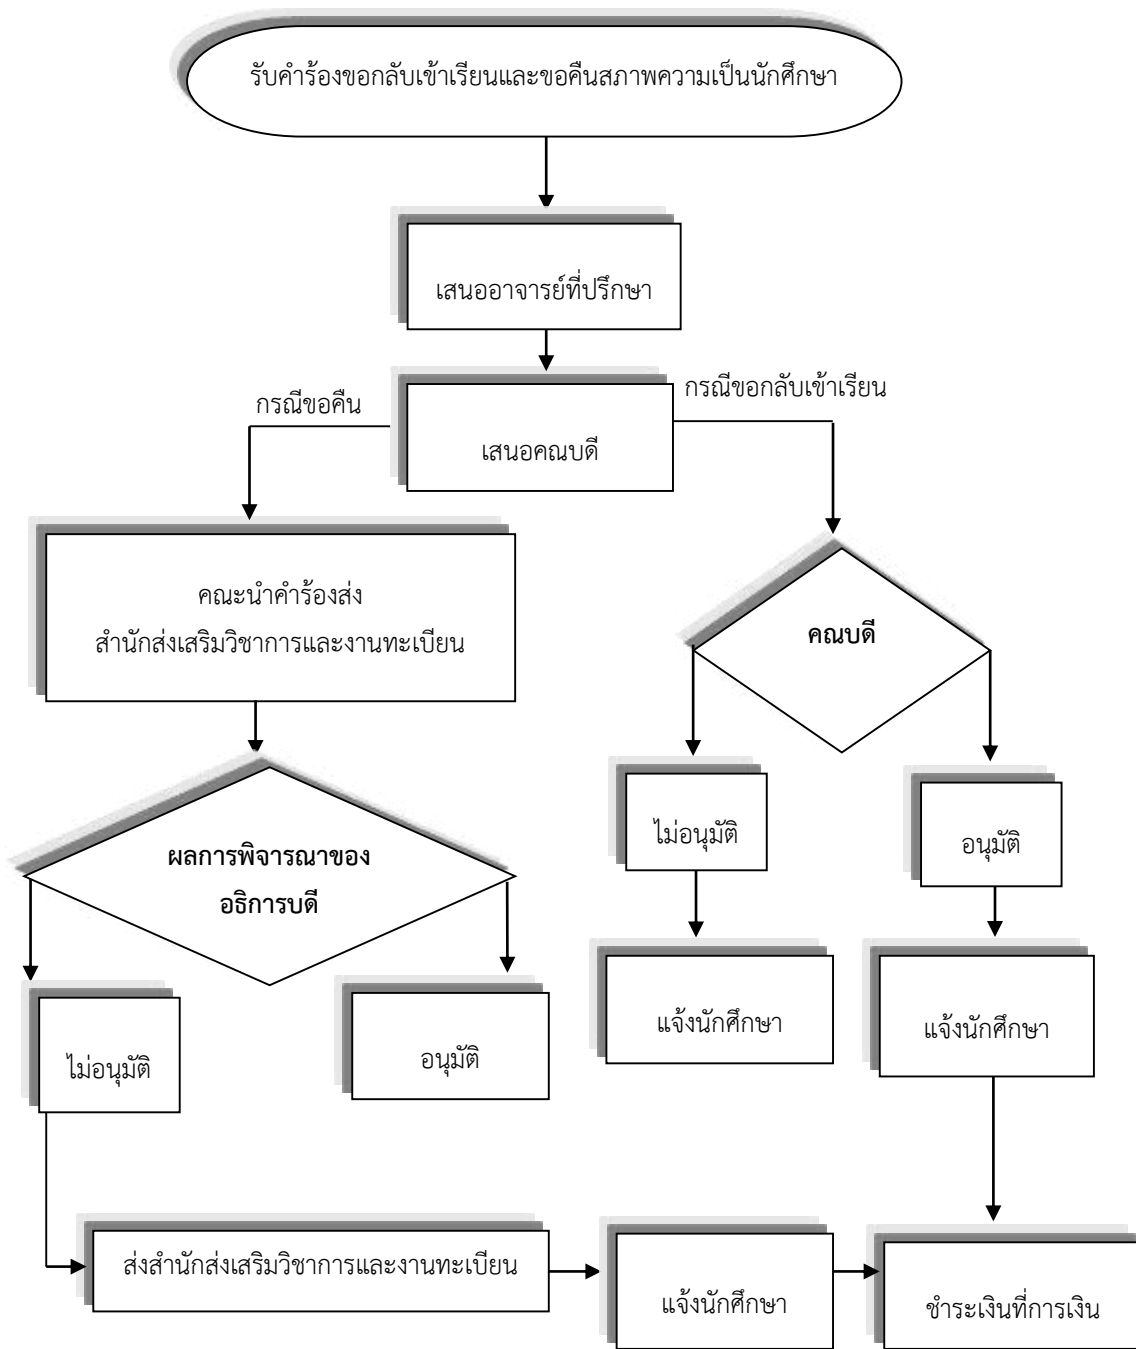 รับคำร้องขอกลับเข้าเรียนและขอคืนสภาพความเป็นนักศึกษา
เสนออาจารย์ที่ปรึกษา
กรณีขอคืน
กรณีขอกลับเข้าเรียน
เสนอคณบดี
คณะนำคำร้องส่ง
สำนักส่งเสริมวิชาการและงานทะเบียน
คณบดี
ไม่อนุมัติ
อนุมัติ
ผลการพิจารณาของ
อธิการบดี
แจ้งนักศึกษา
แจ้งนักศึกษา
ไม่อนุมัติ
อนุมัติ
ส่งสำนักส่งเสริมวิชาการและงานทะเบียน
แจ้งนักศึกษา
ชำระเงินที่การเงิน